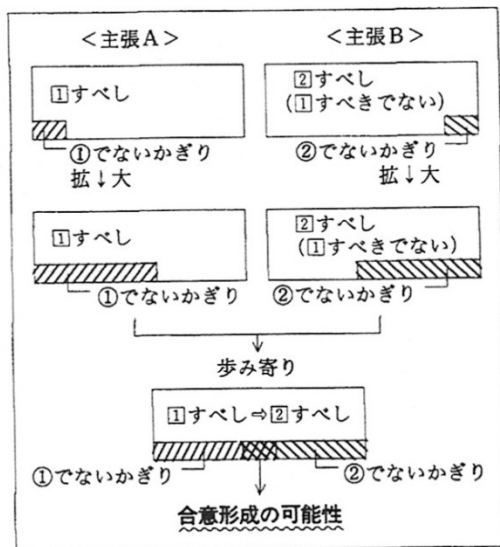 ＜主張A＞ ＜主張B＞
1すべし
2すべし
(1すべきでない)
①でないかぎり ②でないかぎり
拡↓大 拡↓大
1すべし
2すべし
(1すべきでない)
①でないかぎり ②でないかぎり
歩み寄り
1すべし⇨2すべし
①でないかぎり ②でないかぎり
合意形成の可能性